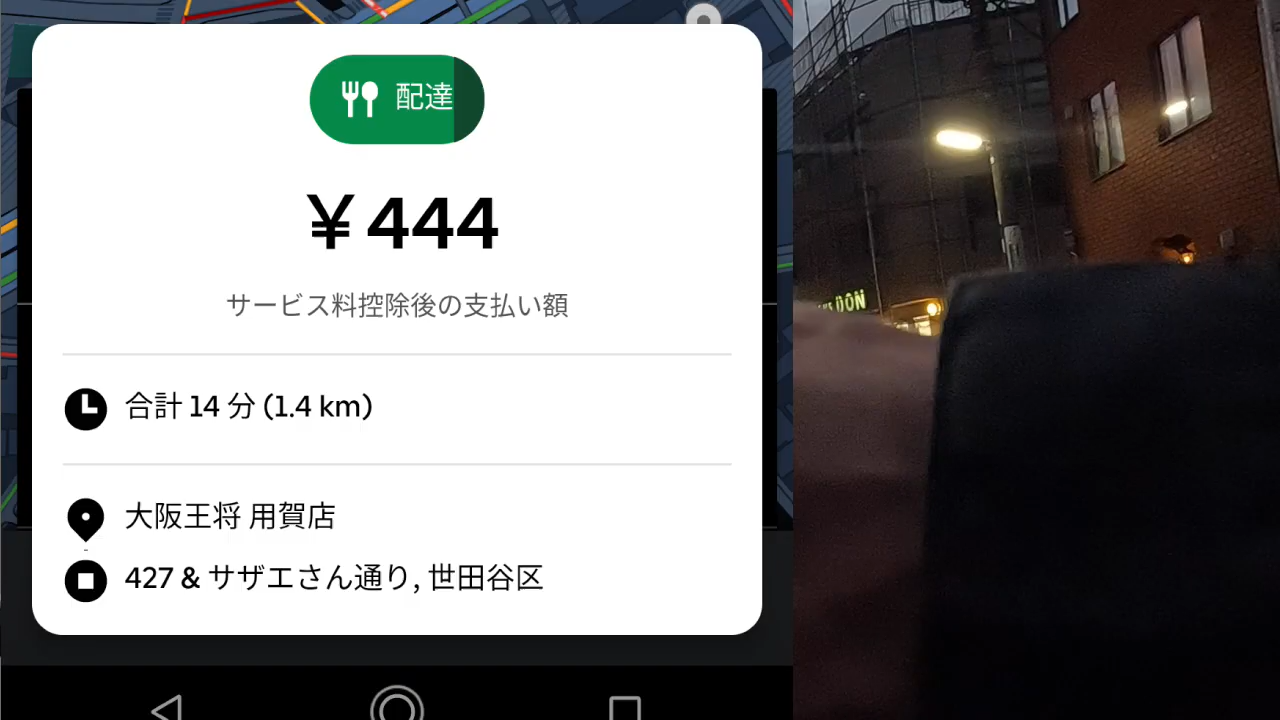 配達
¥444
サービス料控除後の支払い額
合計 14 分 (1.4 km)
大阪王将 用賀店
427 & サザエさん通り, 世田谷区